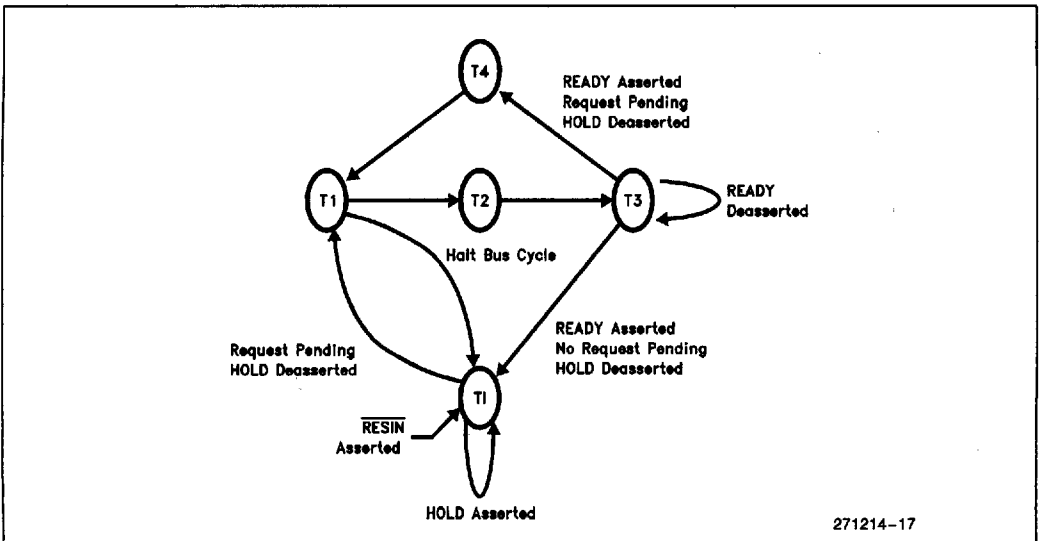 T4
READY Asserted
Request Pending
HOLD Deasserted
T1
T2
T3
READY
Deasserted
Halt Bus Cycle
READY Asserted
No Request Pending
HOLD Deasserted
Request Pending
HOLD Deasserted
TI
RESIN
Asserted
HOLD Asserted
271214-17